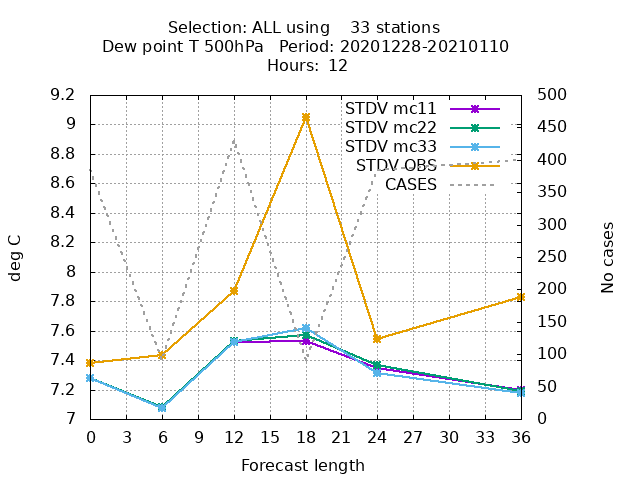 Selection: ALL using    33 stations
Dew point T 500hPa   Period: 20201228-20210110
Hours:  12
STDV mc11
STDV mc22
STDV mc33
STDV OBS
CASES
deg C
9.2
9
8.8
8.6
8.4
8.2
8
7.8
7.6
7.4
7.2
7
500
450
400
350
300
250
200
150
100
50
0
No cases
0 3 6 9 12 15 18 21 24 27 30 33 36
Forecast length